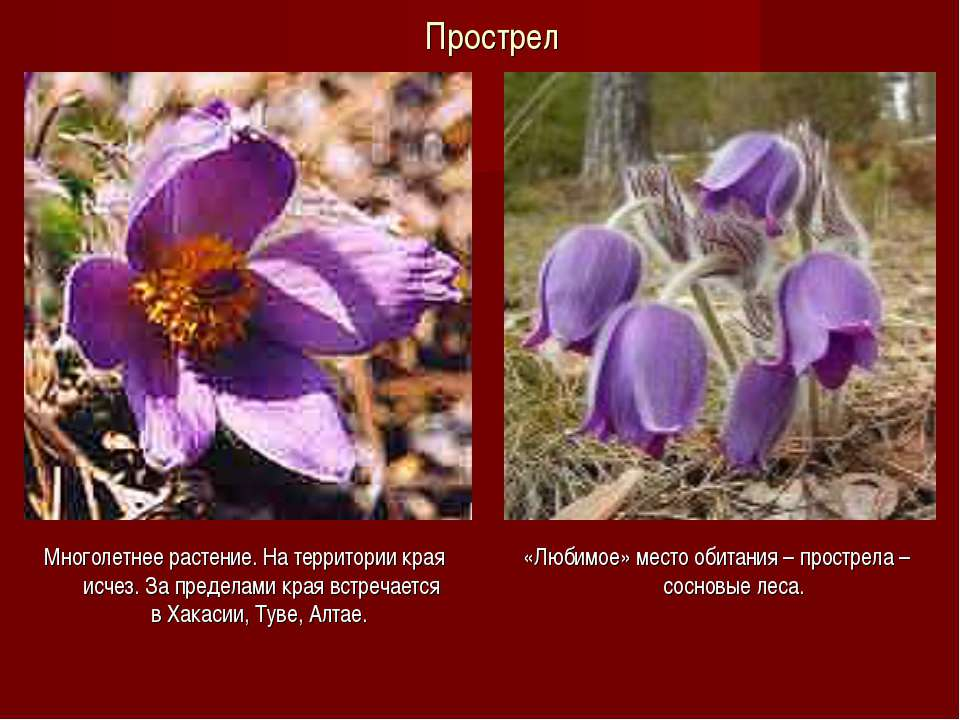 Прострел
Многолетнее растение. На территории края
исчез. За пределами края встречается
в Хакасии, Туве, Алтае.
«Любимое» место обитания – прострела –
сосновые леса.